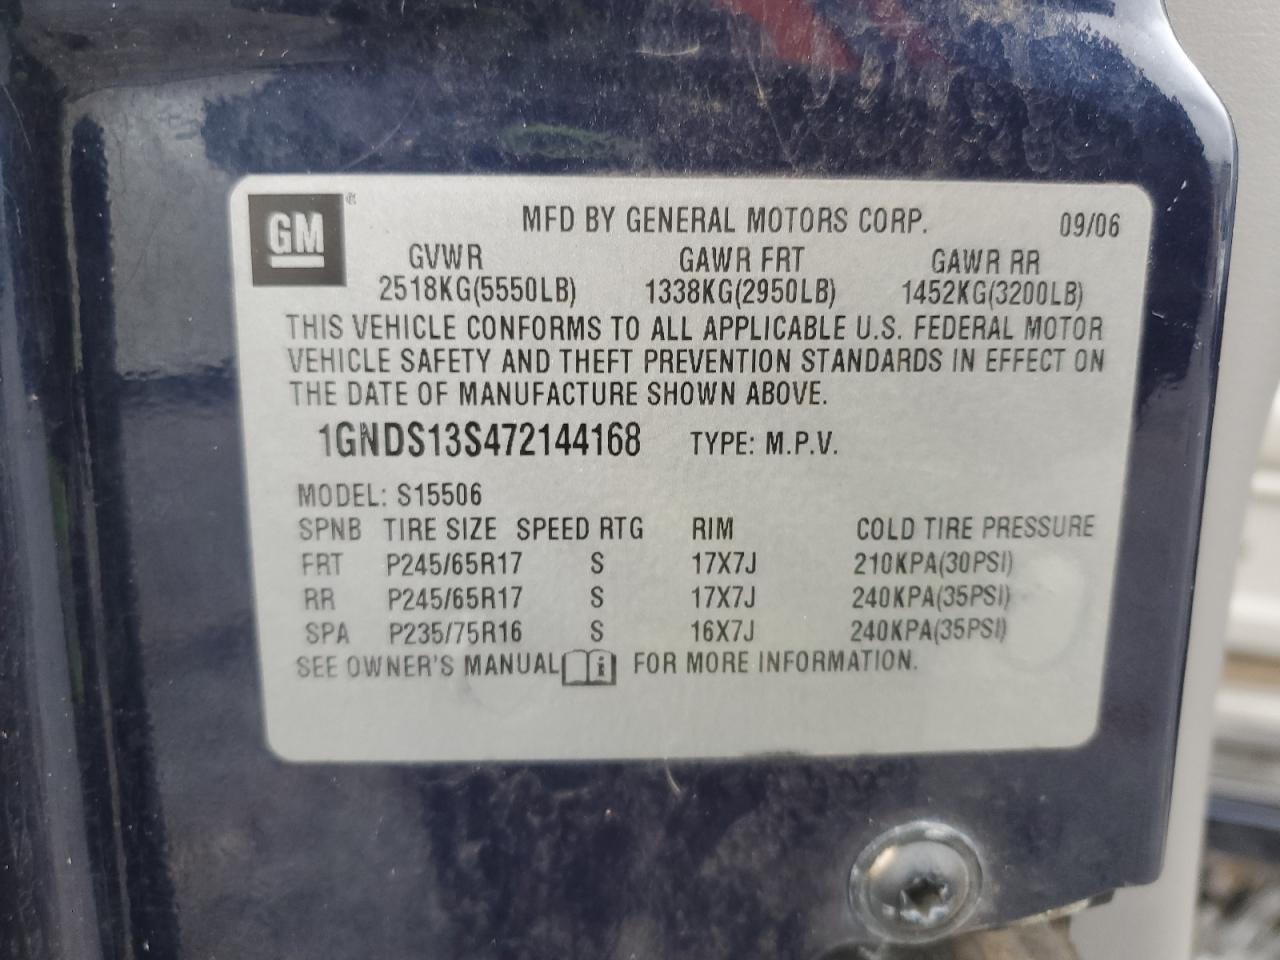 GM ® MFD BY GENERAL MOTORS CORP. 09/06
GVWR GAWR FRT GAWR RR
2518KG(5550LB) 1338KG(2950LB) 1452KG(3200LB)
THIS VEHICLE CONFORMS TO ALL APPLICABLE U.S. FEDERAL MOTOR
VEHICLE SAFETY AND THEFT PREVENTION STANDARDS IN EFFECT ON
THE DATE OF MANUFACTURE SHOWN ABOVE.
1GNDS13S472144168 TYPE: M.P.V.
MODEL: S15506
SPNB TIRE SIZE SPEED RTG RIM COLD TIRE PRESSURE
FRT P245/65R17 S 17X7J 210KPA(30PSI)
RR P245/65R17 S 17X7J 240KPA(35PSI)
SPA P235/75R16 S 16X7J 240KPA(35PSI)
SEE OWNER'S MANUAL i FOR MORE INFORMATION.